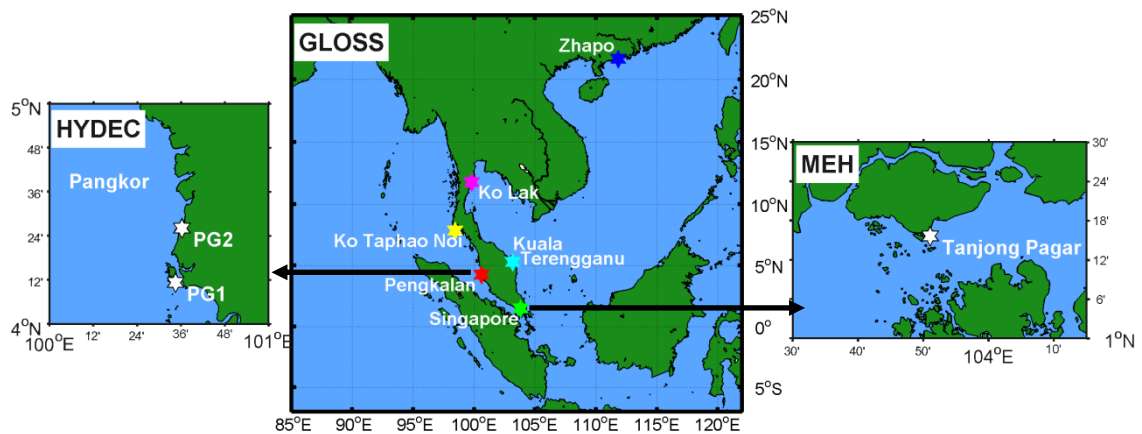 GLOSS
Zhapo
Ko Lak
Ko Taphao Noi
Kuala
Terengganu
Pengkalan
Singapore
25°N
20°N
15°N
10°N
5°N
0°
5°S
85°E
90°E
95°E
100°E
105°E
110°E
115°E
120°E
HYDEC
Pangkor
PG2
PG1
5°N
48'
36'
24'
12'
4°N
100°E
12'
24'
36'
48'
101°E
MEH
Tanjong Pagar
30'
24'
18'
12'
6'
1°N
30'
40'
50'
104°E
10'